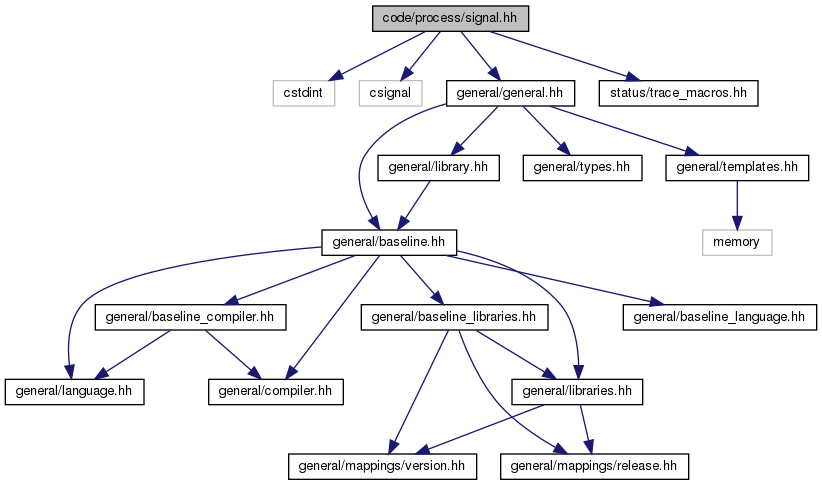 code/process/signal.hh
cstdint
csignal
general/general.hh
status/trace_macros.hh
general/library.hh
general/types.hh
general/templates.hh
general/baseline.hh
memory
general/baseline_compiler.hh
general/baseline_libraries.hh
general/baseline_language.hh
general/language.hh
general/compiler.hh
general/libraries.hh
general/mappings/version.hh
general/mappings/release.hh